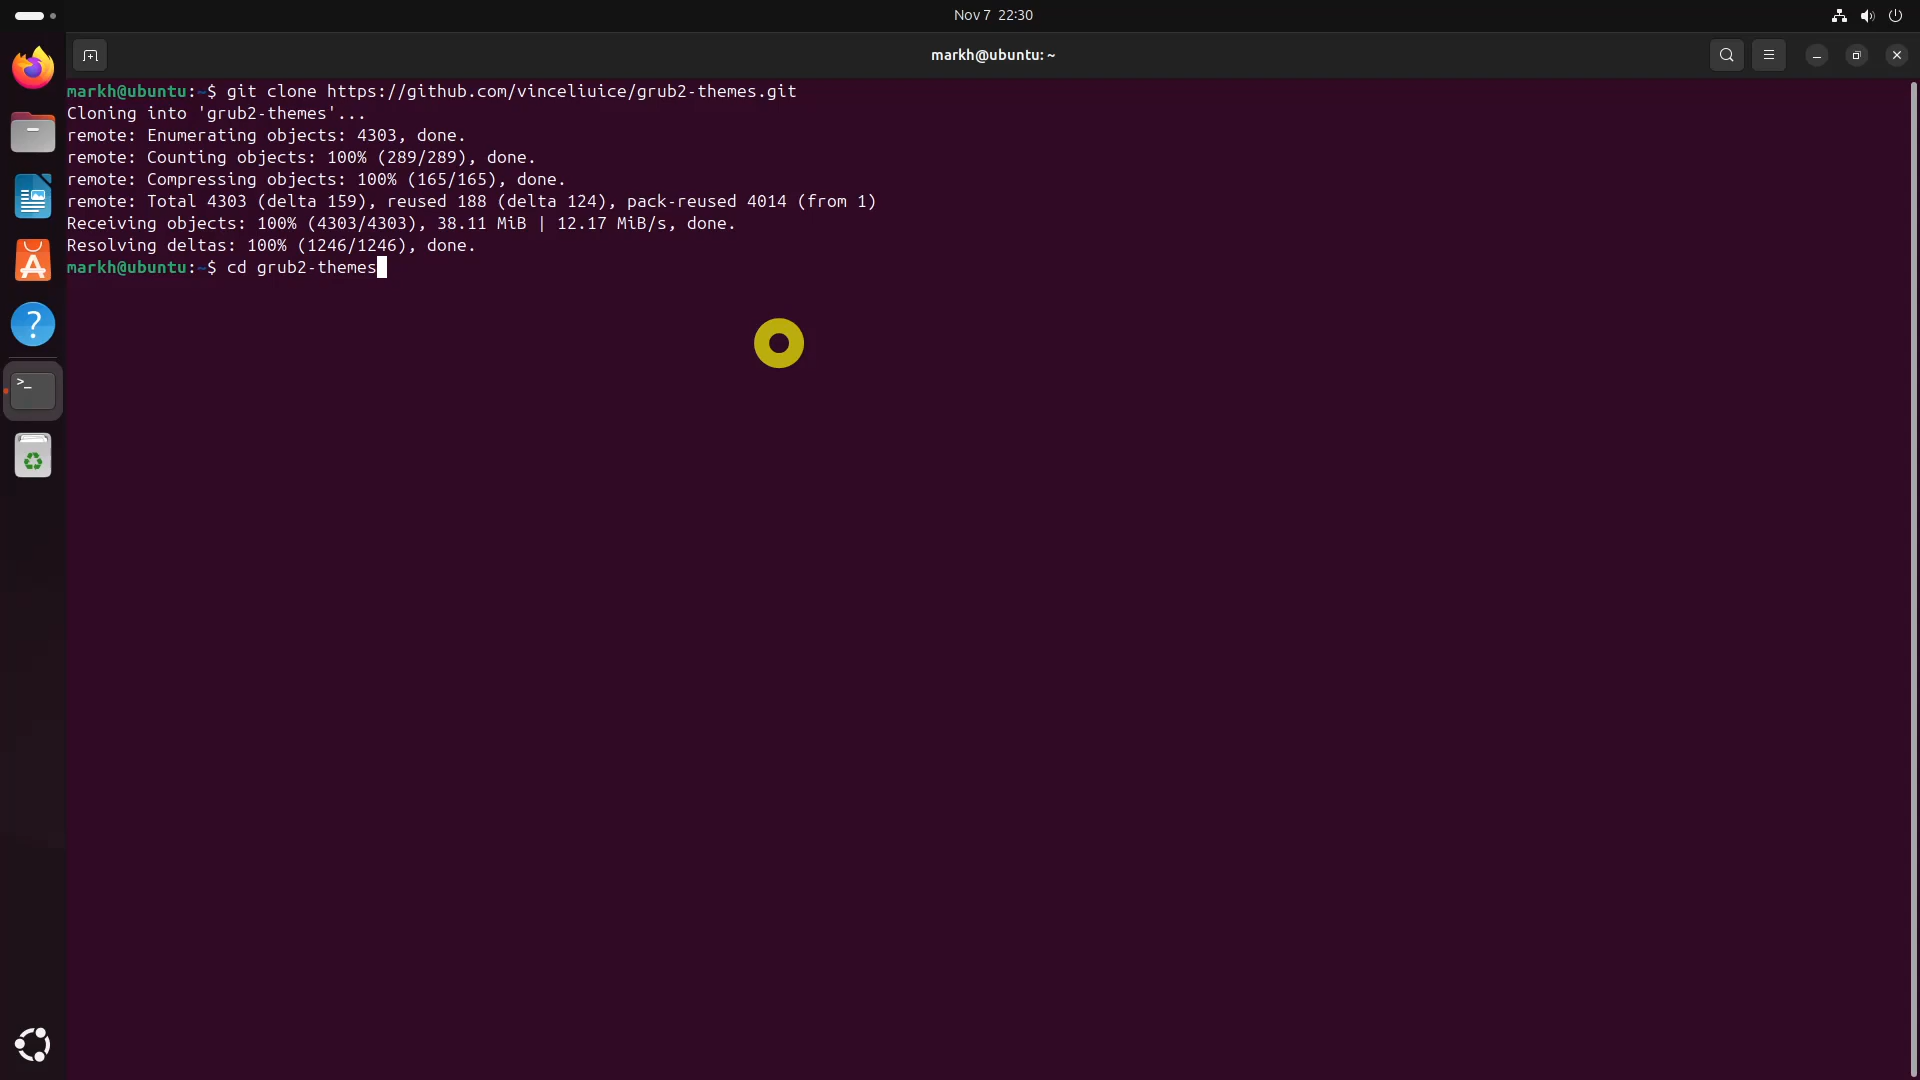 Nov 7 22:30
markh@ubuntu: ~
markh@ubuntu:~$ git clone https://github.com/vinceliuice/grub2-themes.git
Cloning into 'grub2-themes'...
remote: Enumerating objects: 4303, done.
remote: Counting objects: 100% (289/289), done.
remote: Compressing objects: 100% (165/165), done.
remote: Total 4303 (delta 159), reused 188 (delta 124), pack-reused 4014 (from 1)
Receiving objects: 100% (4303/4303), 38.11 MiB | 12.17 MiB/s, done.
Resolving deltas: 100% (1246/1246), done.
markh@ubuntu:~$ cd grub2-themes